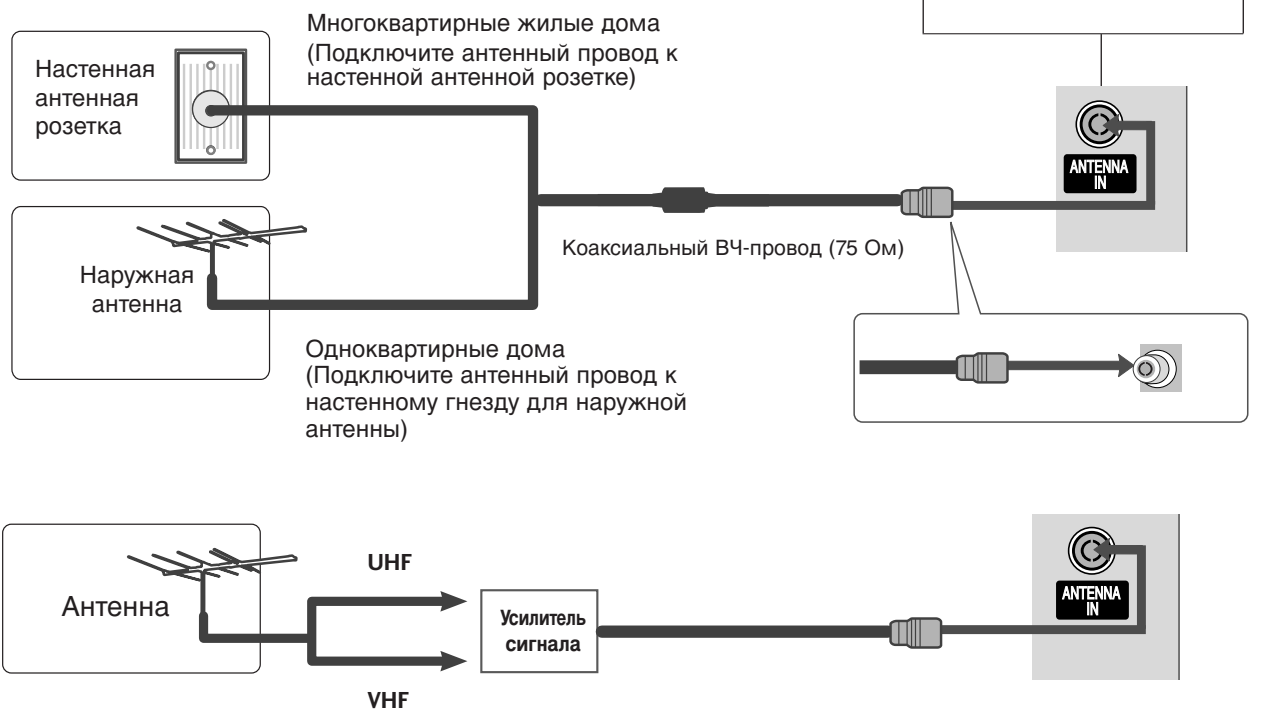 Многоквартирные жилые дома
(Подключите антенный провод к
настенной антенной розетке)
Настенная
антенная
розетка
ANTENNA
IN
Коаксиальный ВЧ-провод (75 Ом)
Наружная
антенна
Одноквартирные дома
(Подключите антенный провод к
настенному гнезду для наружной
антенны)
Антенна
UHF
VHF
Усилитель
сигнала
ANTENNA
IN